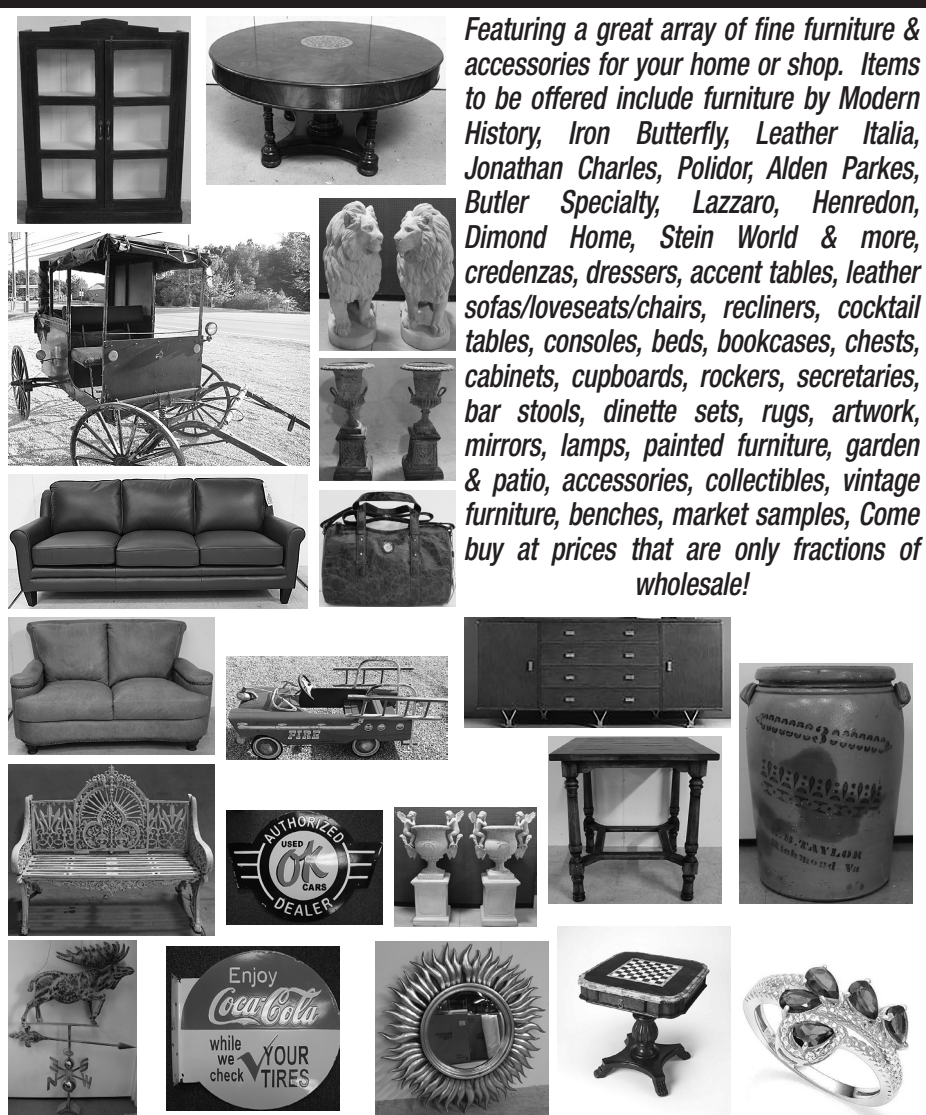 Featuring a great array of fine furniture &
accessories for your home or shop. Items
to be offered include furniture by Modern
History, Iron Butterfly, Leather Italia,
Jonathan Charles, Polidor, Alden Parkes,
Butler Specialty, Lazzaro, Henredon,
Dimond Home, Stein World & more,
credenzas, dressers, accent tables, leather
sofas/loveseats/chairs, recliners, cocktail
tables, consoles, beds, bookcases, chests,
cabinets, cupboards, rockers, secretaries,
bar stools, dinette sets, rugs, artwork,
mirrors, lamps, painted furniture, garden
& patio, accessories, collectibles, vintage
furniture, benches, market samples, Come
buy at prices that are only fractions of
wholesale!
FIRE
3
TAYLOR
Richmond Va
AUTHORIZED
USED
OK
CARS
DEALER
N
W
Enjoy
Coca-Cola
while
we
check
YOUR
TIRES